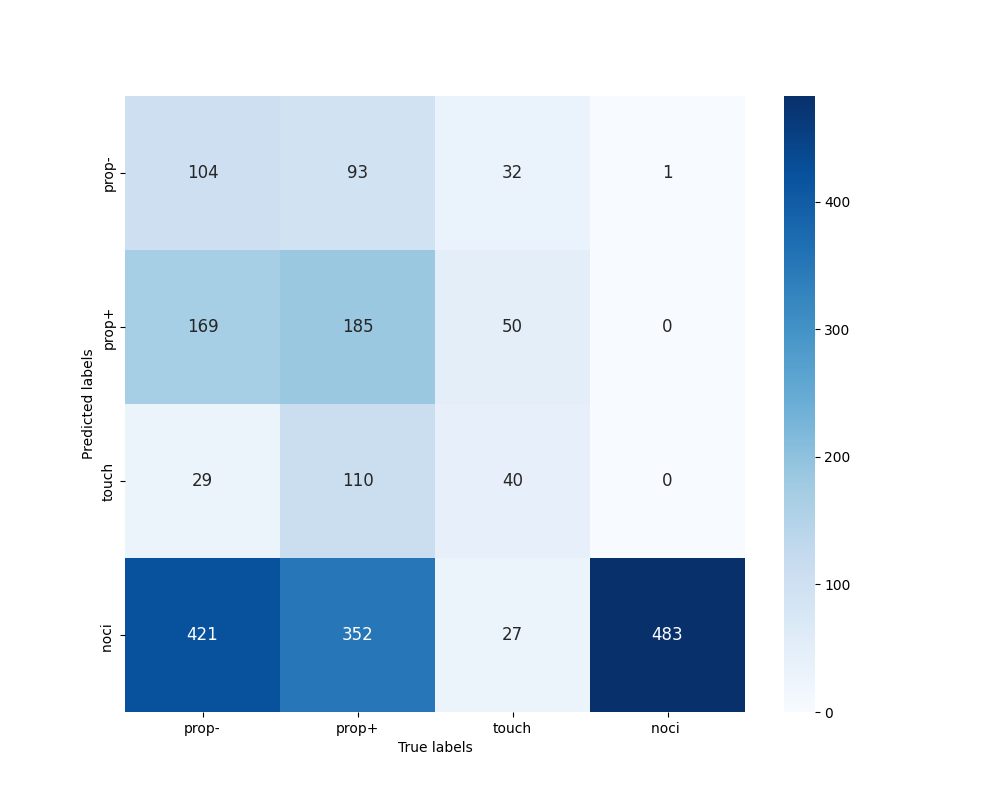 prop-
104 93 32 1
400
prop+
169 185 50 0
300
Predicted labels
200
touch
29 110 40 0
100
noci
421 352 27 483
0
prop- prop+ touch noci
True labels